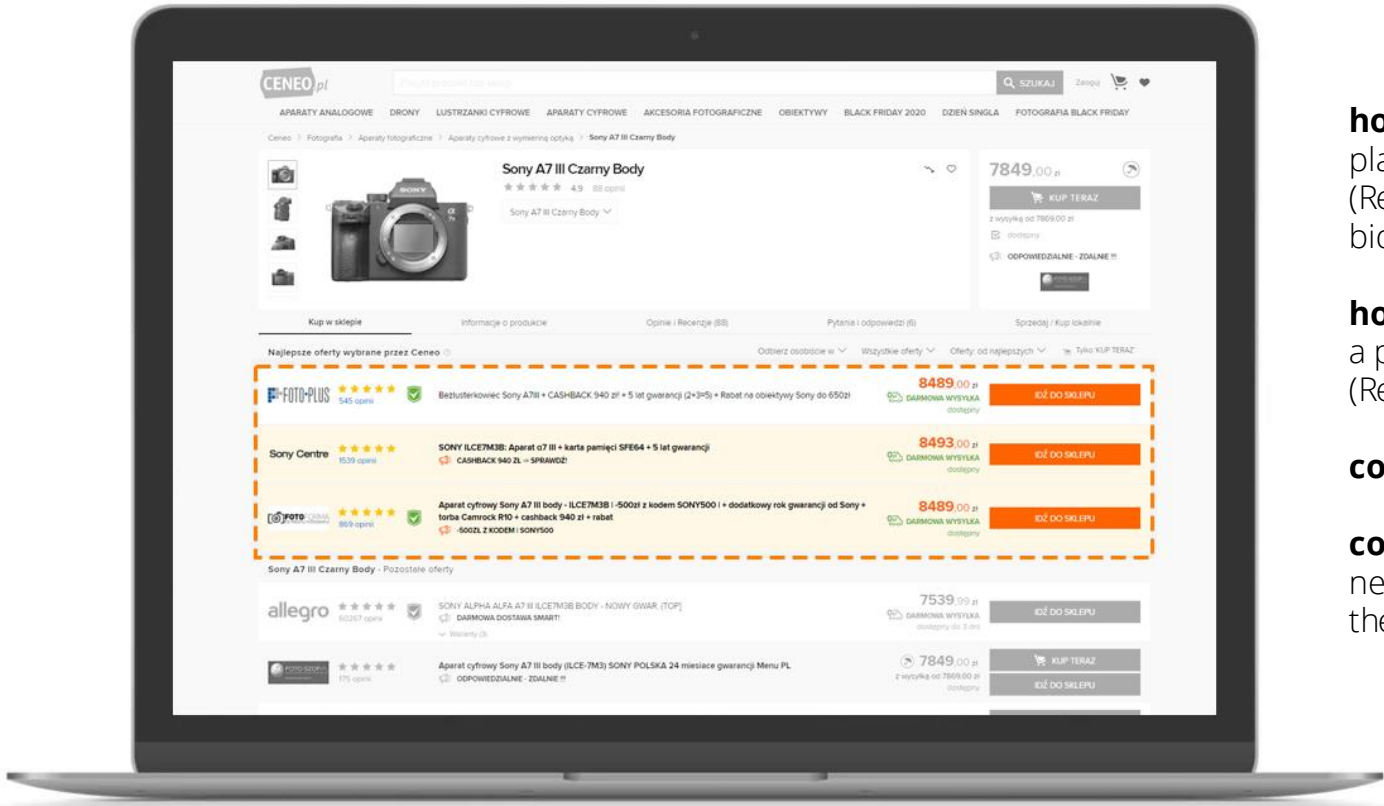 CENEO.pl
SZUKAJ Zaloguj
APARATY ANALOGOWE DRONY LUSTRZANKI CYFROWE APARATY CYFROWE AKCESORIA FOTOGRAFICZNE OBIEKTYWY BLACK FRIDAY 2020 DZIEŃ SINGLA FOTOGRAFIA BLACK FRIDAY
Ceneo > Fotografia > Aparaty fotograficzne > Aparaty cyfrowe z wymienną optyką > Sony A7 III Czarny Body
Sony A7 III Czarny Body
4,9 88 opinii
Sony A7 III Czarny Body
SONY
7849,00 zł
KUP TERAZ
z wysyłką od 7869,00 zł
dostępny
ODPOWIEDZIALNIE - ZDALNIE !!!
Kup w sklepie Informacje o produkcie Opinie i Recenzje (88) Pytania i odpowiedzi (6) Sprzedaj / Kup lokalnie
Najlepsze oferty wybrane przez Ceneo Odbierz osobiście w Wszystkie oferty Oferty: od najlepszych Tylko 'KUP TERAZ'
FOTO-PLUS
545 opinii
Bezlusterkowiec Sony A7III + CASHBACK 940 zł! + 5 lat gwarancji (2+3=5) + Rabat na obiektywy Sony do 650zł
8489,00 zł
DARMOWA WYSYŁKA
dostępny
IDŹ DO SKLEPU
Sony Centre
1539 opinii
SONY ILCE7M3B: Aparat α7 III + karta pamięci SFE64 + 5 lat gwarancji
CASHBACK 940 ZŁ -> SPRAWDŹ!
8493,00 zł
DARMOWA WYSYŁKA
dostępny
IDŹ DO SKLEPU
FOTOFORMA
869 opinii
Aparat cyfrowy Sony A7 III body - ILCE7M3B | -500zł z kodem SONY500 | + dodatkowy rok gwarancji od Sony +
torba Camrock R10 + cashback 940 zł + rabat
-500ZŁ Z KODEM | SONY500
8489,00 zł
DARMOWA WYSYŁKA
dostępny
IDŹ DO SKLEPU
Sony A7 III Czarny Body - Pozostałe oferty
allegro
60267 opinii
SONY ALPHA ALFA A7 III ILCE7M3B BODY - NOWY GWAR. [TOP]
DARMOWA DOSTAWA SMART!
Warianty (3)
7539,99 zł
DARMOWA WYSYŁKA
dostępny do 3 dni
IDŹ DO SKLEPU
175 opinii
Aparat cyfrowy Sony A7 III body (ILCE-7M3) SONY POLSKA 24 miesiace gwarancji Menu PL
ODPOWIEDZIALNIE - ZDALNIE !!!
7849,00 zł
z wysyłką od 7869,00 zł
dostępny
KUP TERAZ
IDŹ DO SKLEPU
ho
pla
(Re
bic
ho
a p
(Re
co
co
ne
the